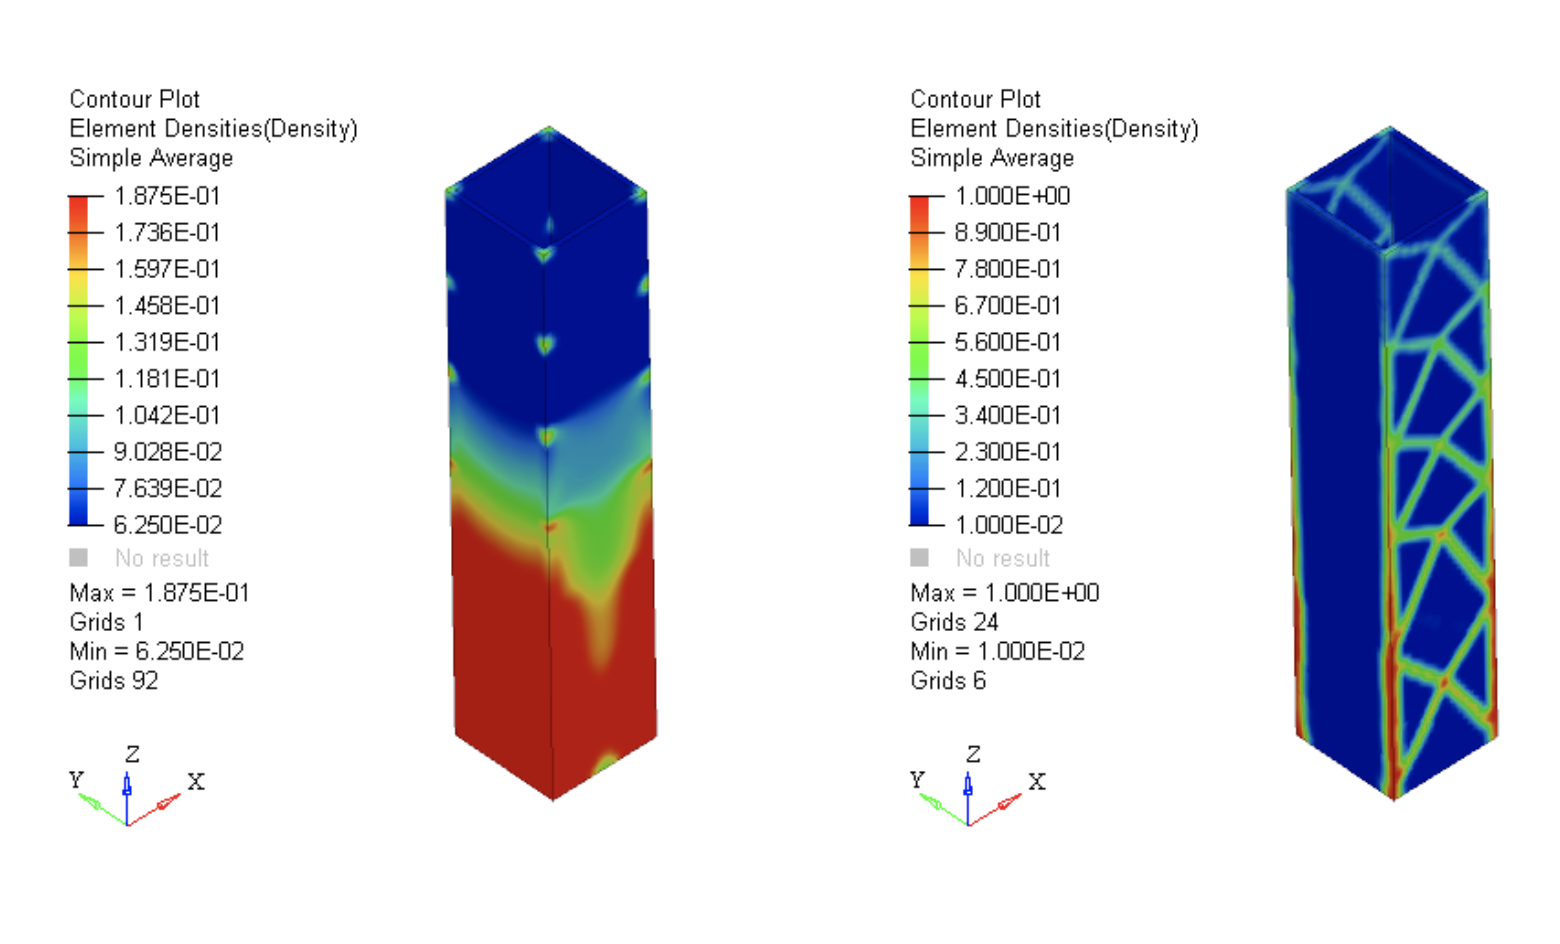 Contour Plot
Element Densities(Density)
Simple Average
1.875E-01
1.736E-01
1.597E-01
1.458E-01
1.319E-01
1.181E-01
1.042E-01
9.028E-02
7.639E-02
6.250E-02
No result
Max = 1.875E-01
Grids 1
Min = 6.250E-02
Grids 92
Z
Y
X
Contour Plot
Element Densities(Density)
Simple Average
1.000E+00
8.900E-01
7.800E-01
6.700E-01
5.600E-01
4.500E-01
3.400E-01
2.300E-01
1.200E-01
1.000E-02
No result
Max = 1.000E+00
Grids 24
Min = 1.000E-02
Grids 6
Z
Y
X